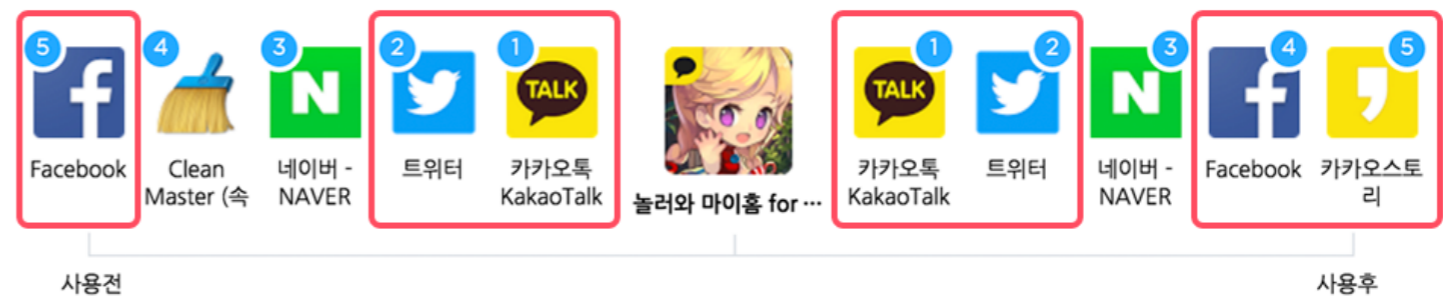 5
4
3
2
1
1
2
3
4
5
f
N
TALK
TALK
N
f
Facebook
Clean
Master (속
네이버 -
NAVER
트위터
카카오톡
KakaoTalk
놀러와 마이홈 for ···
카카오톡
KakaoTalk
트위터
네이버 -
NAVER
Facebook
카카오스토
리
사용전
사용후